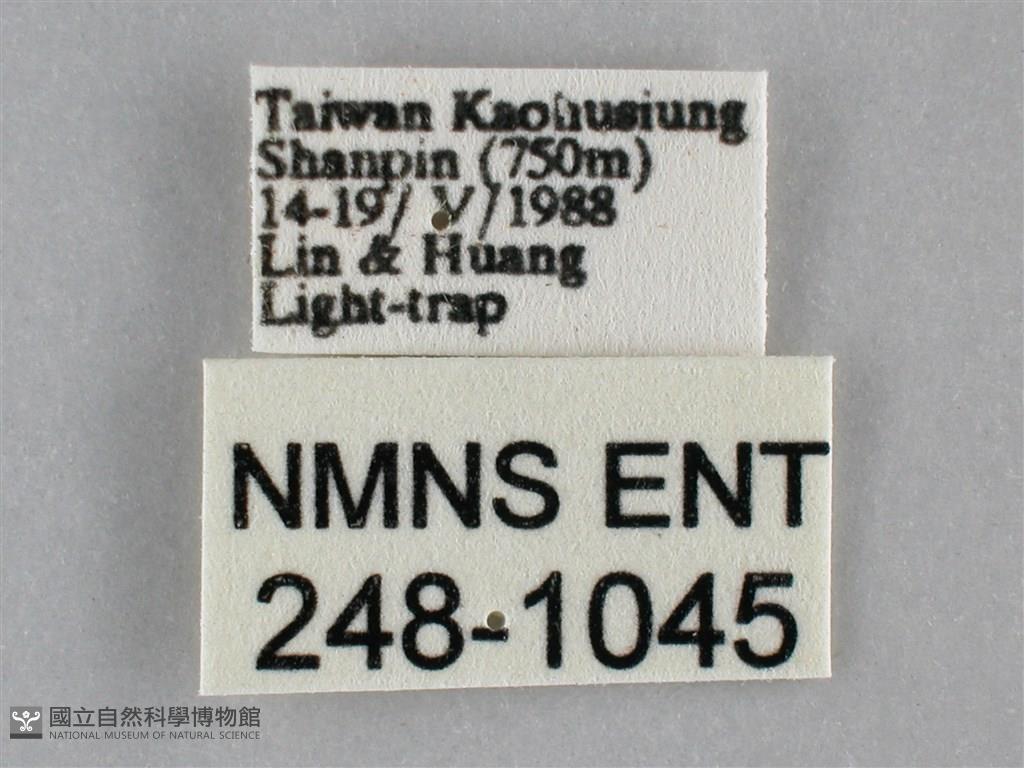 Taiwan Kaohusiung
Shanpin (750m)
14-19/ V/1988
Lin & Huang
Light-trap
NMNS ENT
248-1045
國立自然科學博物館
NATIONAL MUSEUM OF NATURAL SCIENCE